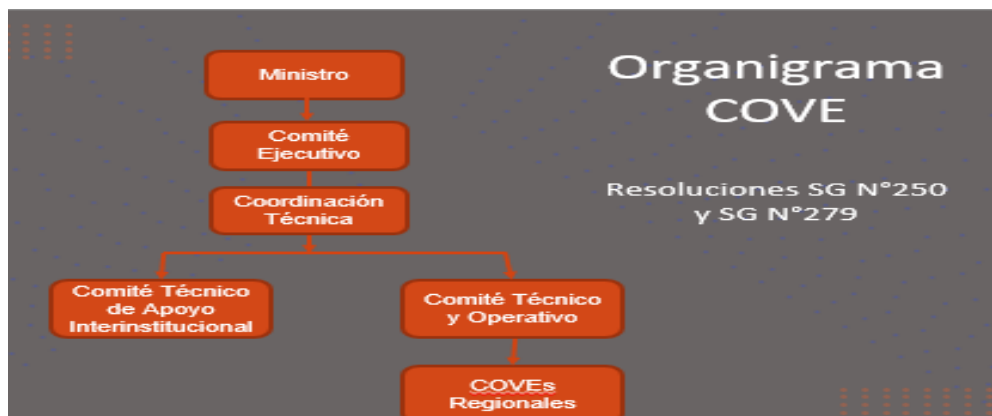 Organigrama
COVE
Resoluciones SG N°250
y SG N°279
Ministro
Comité
Ejecutivo
Coordinación
Técnica
Comité Técnico
de Apoyo
Interinstitucional
Comité Técnico
y Operativo
COVEs
Regionales